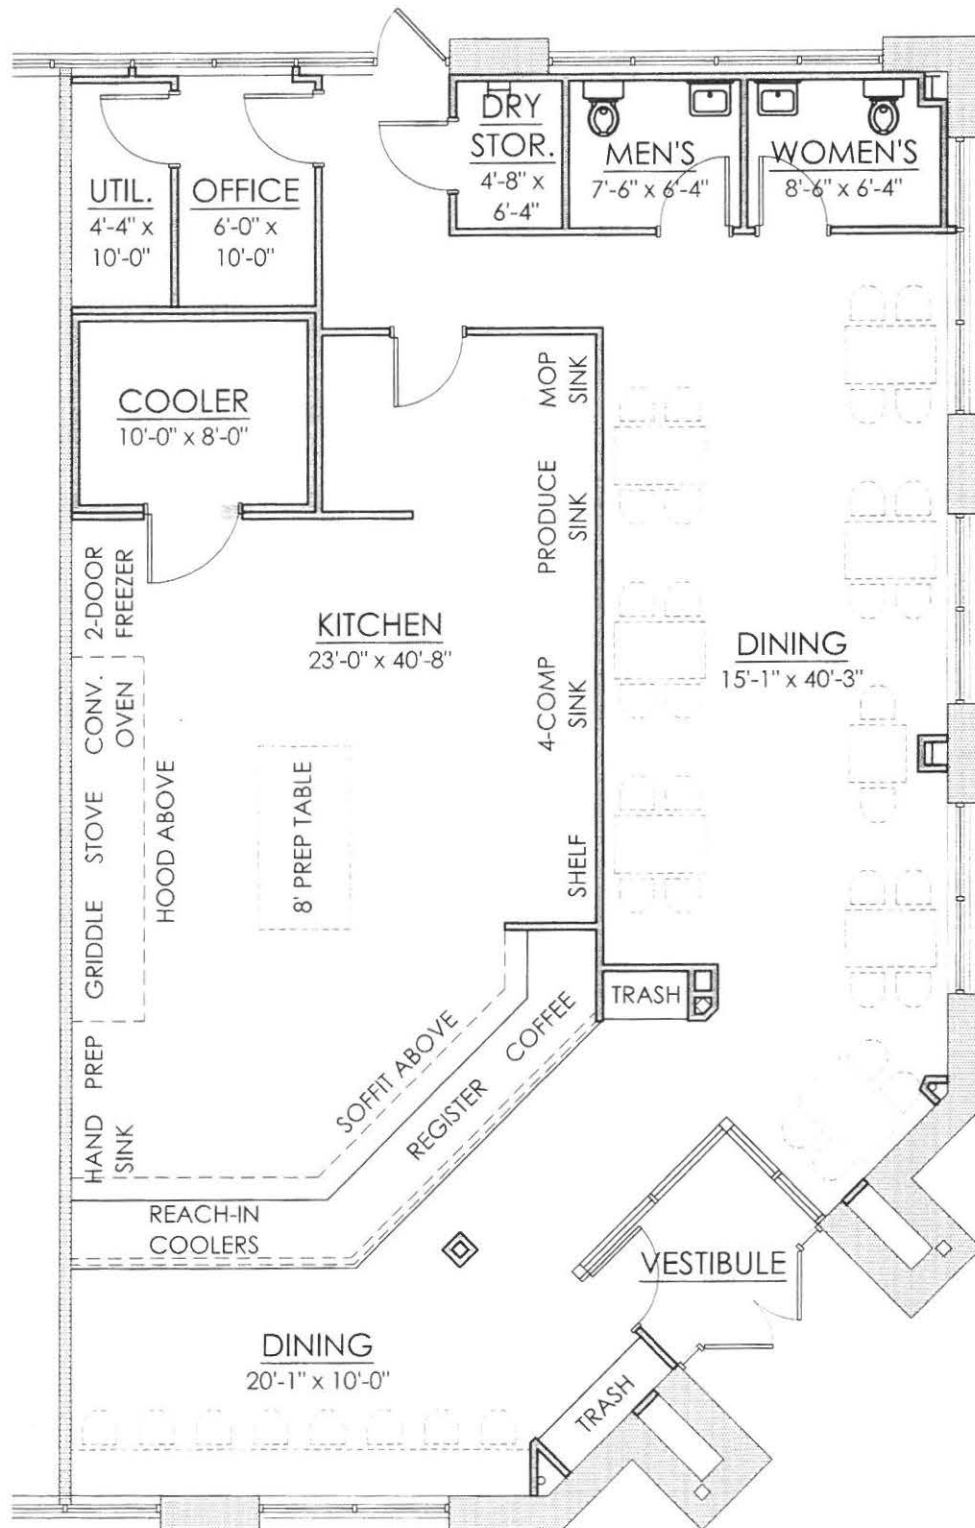 DRY
STOR.
4'-8" x
6'-4"
MEN'S
7'-6" x 6'-4"
WOMEN'S
8'-6" x 6'-4"
UTIL.
4'-4" x
10'-0"
OFFICE
6'-0" x
10'-0"
COOLER
10'-0" x 8'-0"
MOP
SINK
PRODUCE
SINK
2-DOOR
FREEZER
KITCHEN
23'-0" x 40'-8"
DINING
15'-1" x 40'-3"
4-COMP
SINK
CONV.
OVEN
STOVE
GRIDDLE
HOOD ABOVE
8' PREP TABLE
SHELF
TRASH
COFFEE
REGISTER
SOFFIT ABOVE
PREP
HAND
SINK
REACH-IN
COOLERS
VESTIBULE
DINING
20'-1" x 10'-0"
TRASH